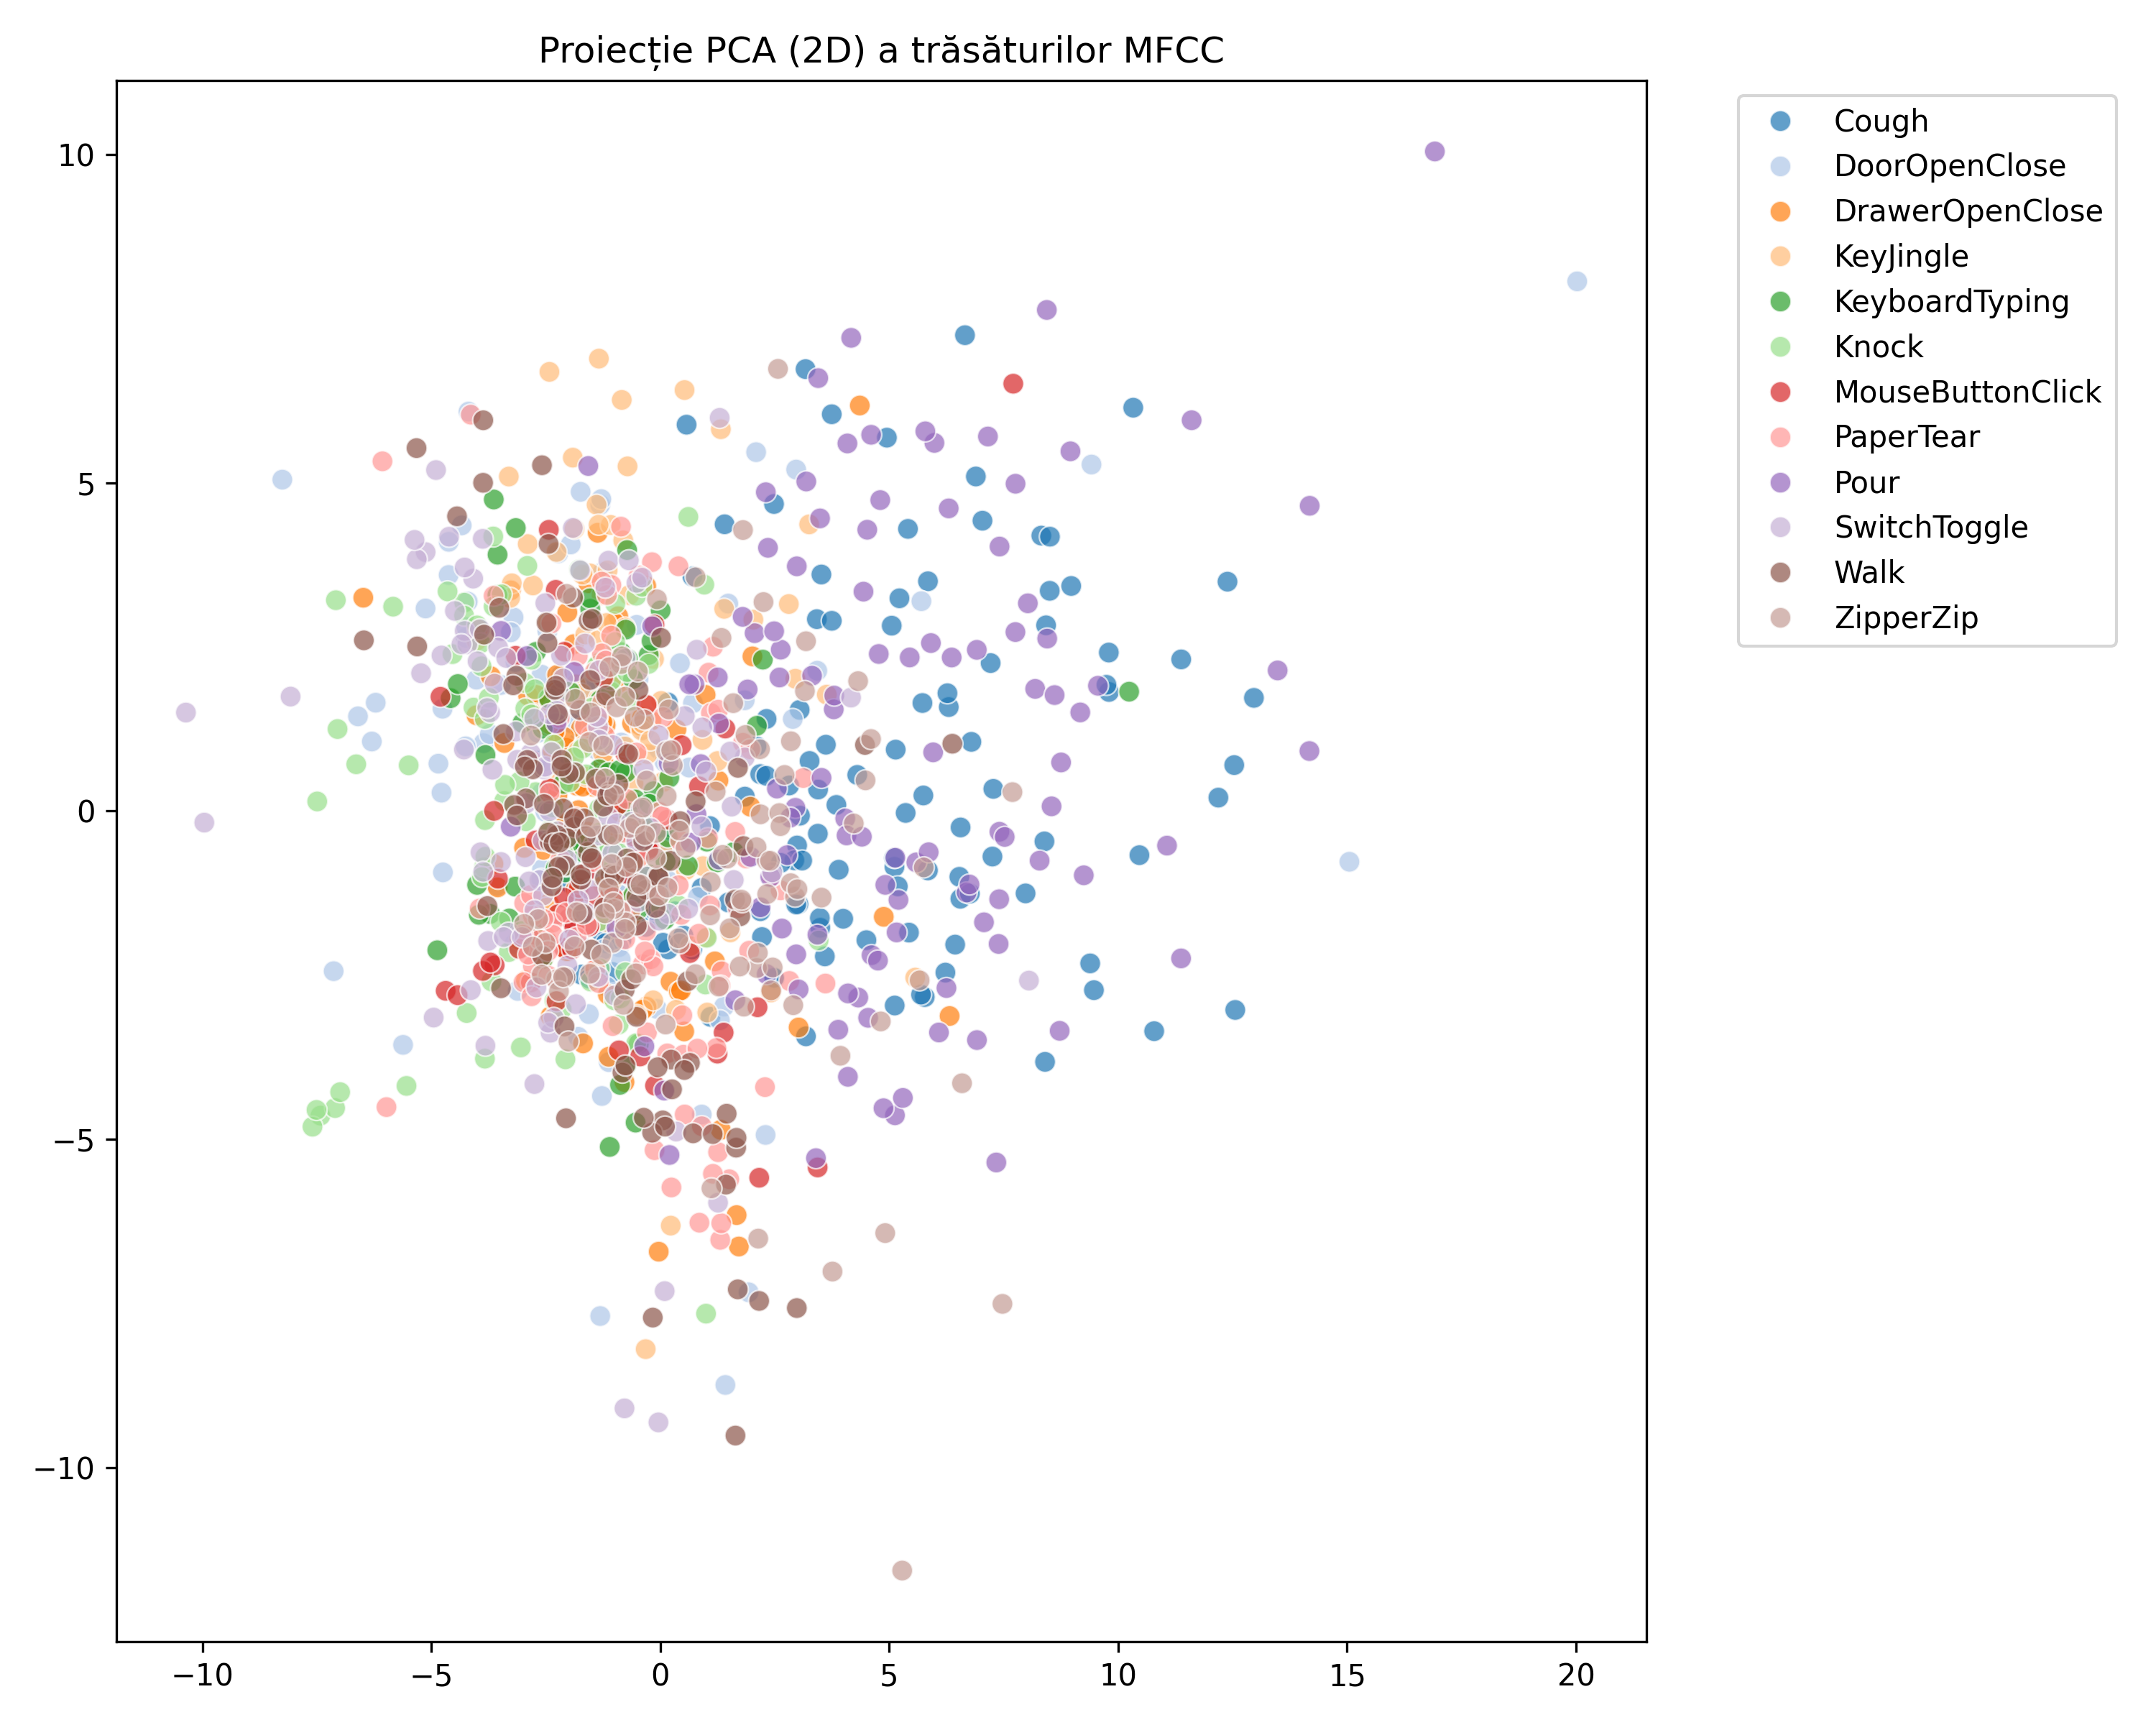 Proiecție PCA (2D) a trăsăturilor MFCC
10
5
0
−5
−10
−10
−5
0
5
10
15
20
Cough
DoorOpenClose
DrawerOpenClose
KeyJingle
KeyboardTyping
Knock
MouseButtonClick
PaperTear
Pour
SwitchToggle
Walk
ZipperZip